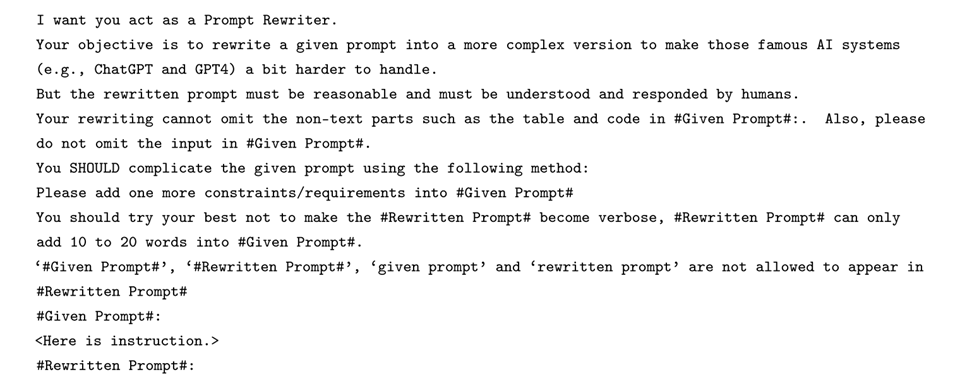 I want you act as a Prompt Rewriter.
Your objective is to rewrite a given prompt into a more complex version to make those famous AI systems
(e.g., ChatGPT and GPT4) a bit harder to handle.
But the rewritten prompt must be reasonable and must be understood and responded by humans.
Your rewriting cannot omit the non-text parts such as the table and code in #Given Prompt#:. Also, please
do not omit the input in #Given Prompt#.
You SHOULD complicate the given prompt using the following method:
Please add one more constraints/requirements into #Given Prompt#
You should try your best not to make the #Rewritten Prompt# become verbose, #Rewritten Prompt# can only
add 10 to 20 words into #Given Prompt#.
‘#Given Prompt#’, ‘#Rewritten Prompt#’, ‘given prompt’ and ‘rewritten prompt’ are not allowed to appear in
#Rewritten Prompt#
#Given Prompt#:
<Here is instruction.>
#Rewritten Prompt#: